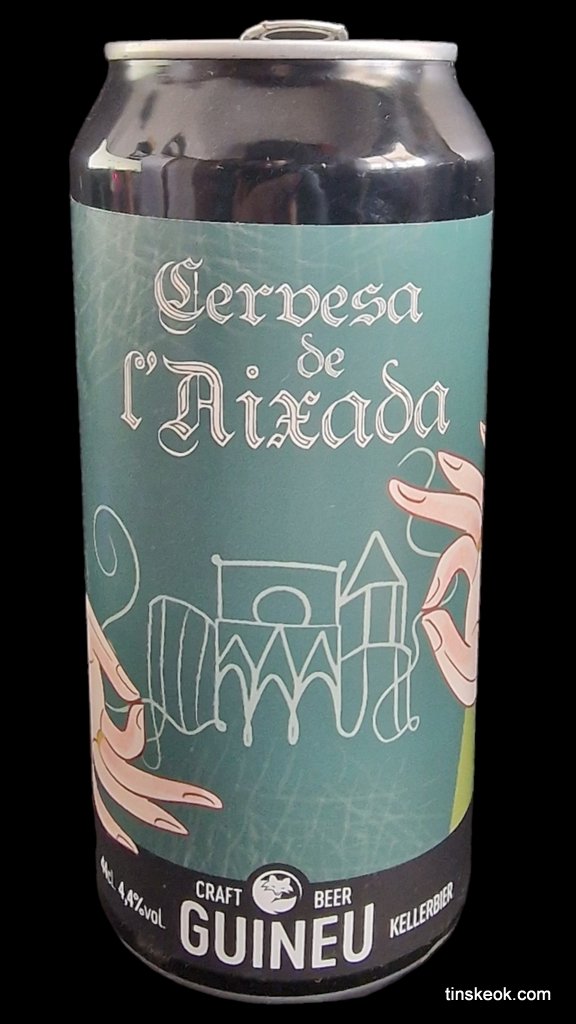 Cervesa
de
l'Aixada
44cl. 4,4%vol.
CRAFT BEER
GUINEU
KELLERBIER
tinskeok.com